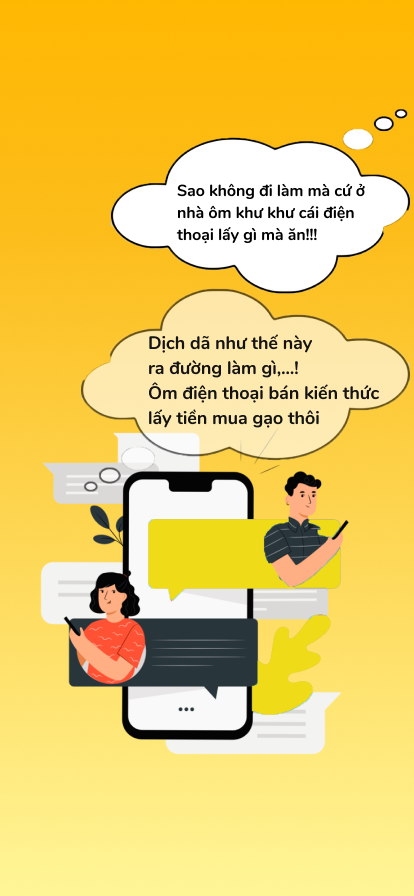 Sao không đi làm mà cứ ở
nhà ôm khư khư cái điện
thoại lấy gì mà ăn!!!
Dịch dã như thế này
ra đường làm gì,...!
Ôm điện thoại bán kiến thức
lấy tiền mua gạo thôi